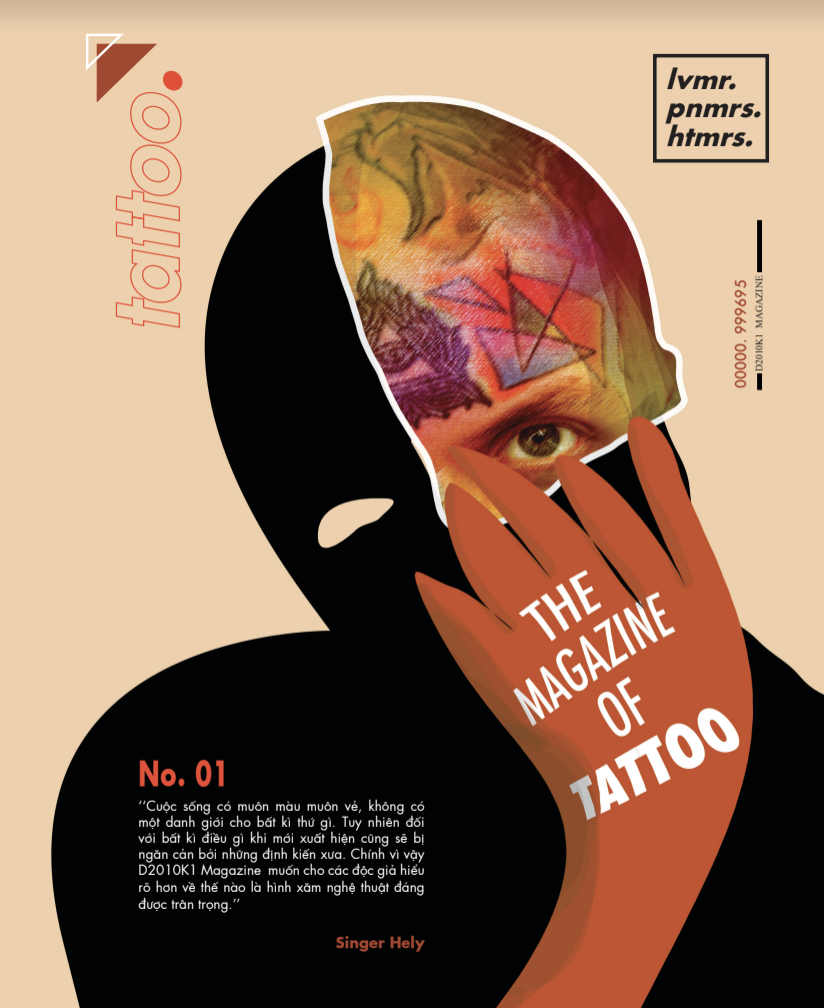 tattoo.
lvmr.
pnmrs.
htmrs.
00000. 999695
D2010K1 MAGAZINE
THE
MAGAZINE
OF
TATTOO
No. 01
‘‘Cuộc sống có muôn màu muôn vẻ, không có
một danh giới cho bất kì thứ gì. Tuy nhiên đối
với bất kì điều gì khi mới xuất hiện cũng sẽ bị
ngăn cản bởi những định kiến xưa. Chính vì vậy
D2010K1 Magazine muốn cho các độc giả hiểu
rõ hơn về thế nào là hình xăm nghệ thuật đáng
được trân trọng.’’
Singer Hely